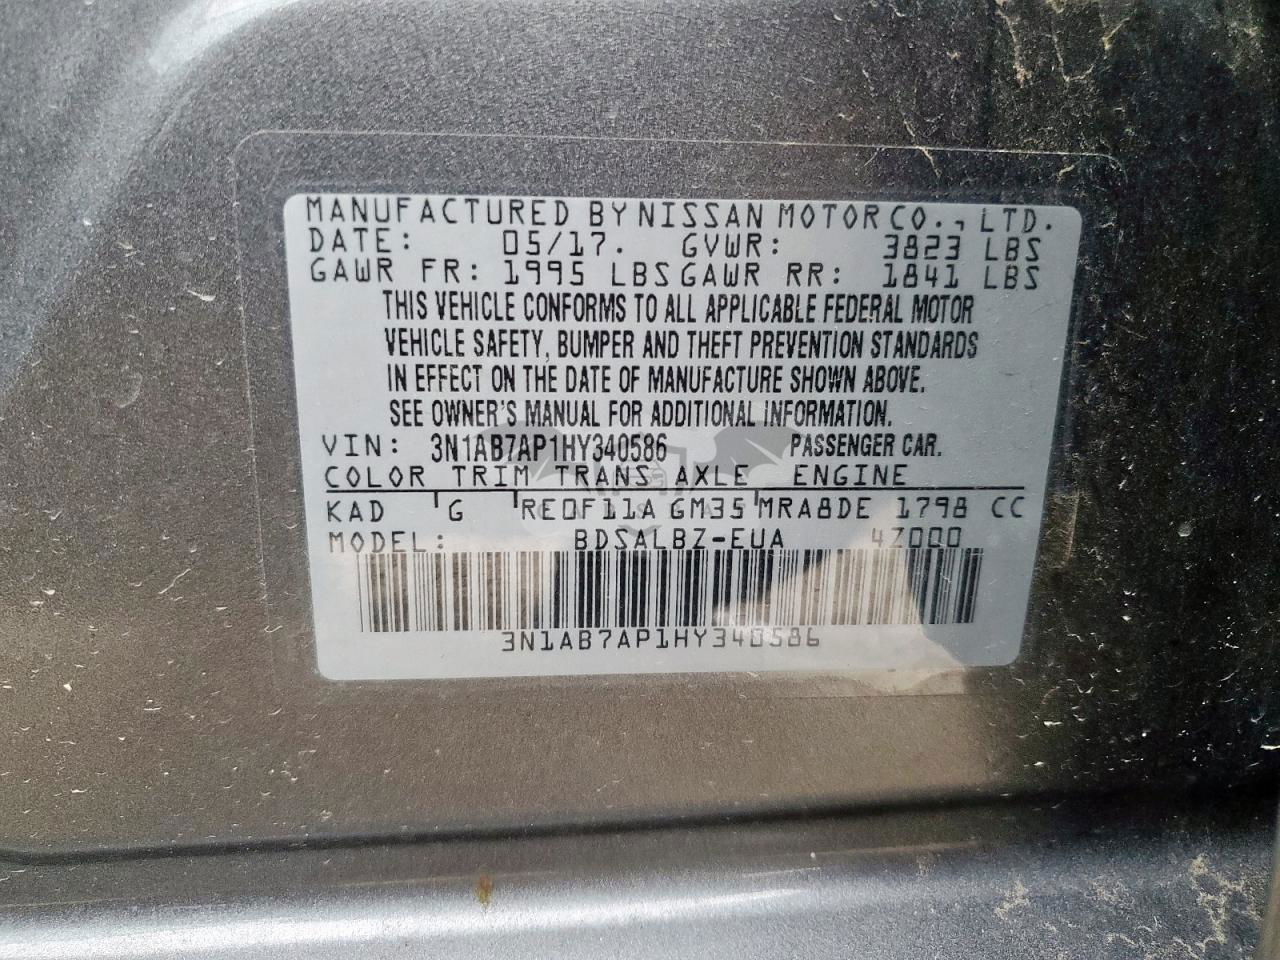 MANUFACTURED BY NISSAN MOTOR CO., LTD.
DATE: 05/17. GVWR: 3823 LBS
GAWR FR: 1995 LBS GAWR RR: 1841 LBS
THIS VEHICLE CONFORMS TO ALL APPLICABLE FEDERAL MOTOR
VEHICLE SAFETY, BUMPER AND THEFT PREVENTION STANDARDS
IN EFFECT ON THE DATE OF MANUFACTURE SHOWN ABOVE.
SEE OWNER'S MANUAL FOR ADDITIONAL INFORMATION.
VIN: 3N1AB7AP1HY340586 PASSENGER CAR.
COLOR TRIM TRANS AXLE ENGINE
KAD G RE0F11A GM35 MRA8DE 1798 CC
MODEL: BDSALBZ-EUA 4Z000
3N1AB7AP1HY340586